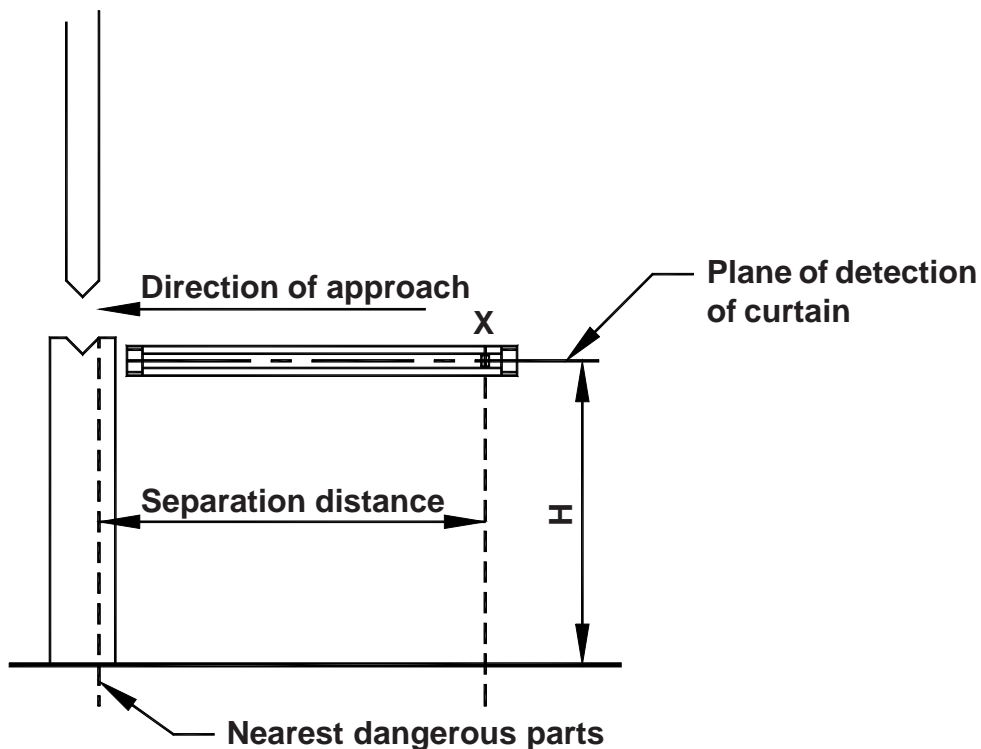 Direction of approach
X
Plane of detection
of curtain
Separation distance
H
Nearest dangerous parts